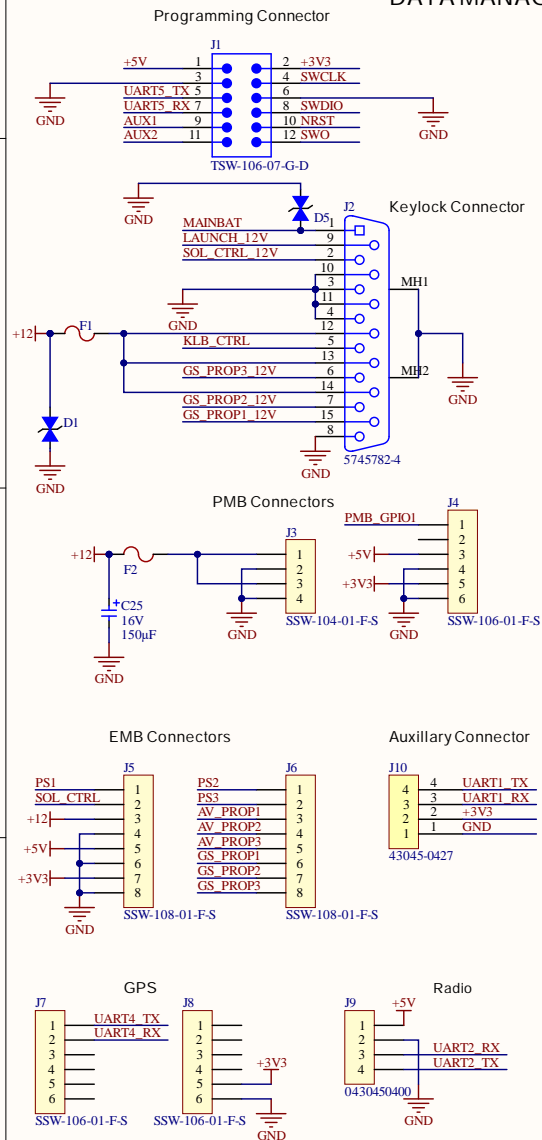 DATA MANAG
Programming Connector
J1
+5V 1 2 +3V3
3 4 SWCLK
UART5_TX 5 6
UART5_RX 7 8 SWDIO
AUX1 9 10 NRST
AUX2 11 12 SWO
GND
GND
TSW-106-07-G-D
Keylock Connector
J2
GND
D5
MAINBAT 1
LAUNCH_12V 9
SOL_CTRL_12V 2
10
3 MH1
11
GND 4
+12 F1 12
KLB_CTRL 5
13
GS_PROP3_12V 6 MH2
14
GS_PROP2_12V 7
GS_PROP1_12V 15
8
GND
D1
GND
GND
5745782-4
PMB Connectors
J3
J4
PMB_GPIO1 1
2
+5V 3
4
+3V3 5
6
+12 F2 1
2
3
4
C25
16V
150µF
GND
GND
GND
SSW-104-01-F-S
SSW-106-01-F-S
EMB Connectors
J5
PS1 1
SOL_CTRL 2
+12 3
4
+5V 5
6
+3V3 7
8
GND
SSW-108-01-F-S
J6
PS2 1
PS3 2
AV_PROP1 3
AV_PROP2 4
AV_PROP3 5
GS_PROP1 6
GS_PROP2 7
GS_PROP3 8
SSW-108-01-F-S
Auxillary Connector
J10
4 4 UART1_TX
3 3 UART1_RX
2 2 +3V3
1 1 GND
43045-0427
GPS
J7
1 UART4_TX
2 UART4_RX
3
4
5
6
SSW-106-01-F-S
J8
1
2
3
4
5 +3V3
6
GND
SSW-106-01-F-S
Radio
J9
+5V
1
2
3 UART2_RX
4 UART2_TX
GND
0430450400